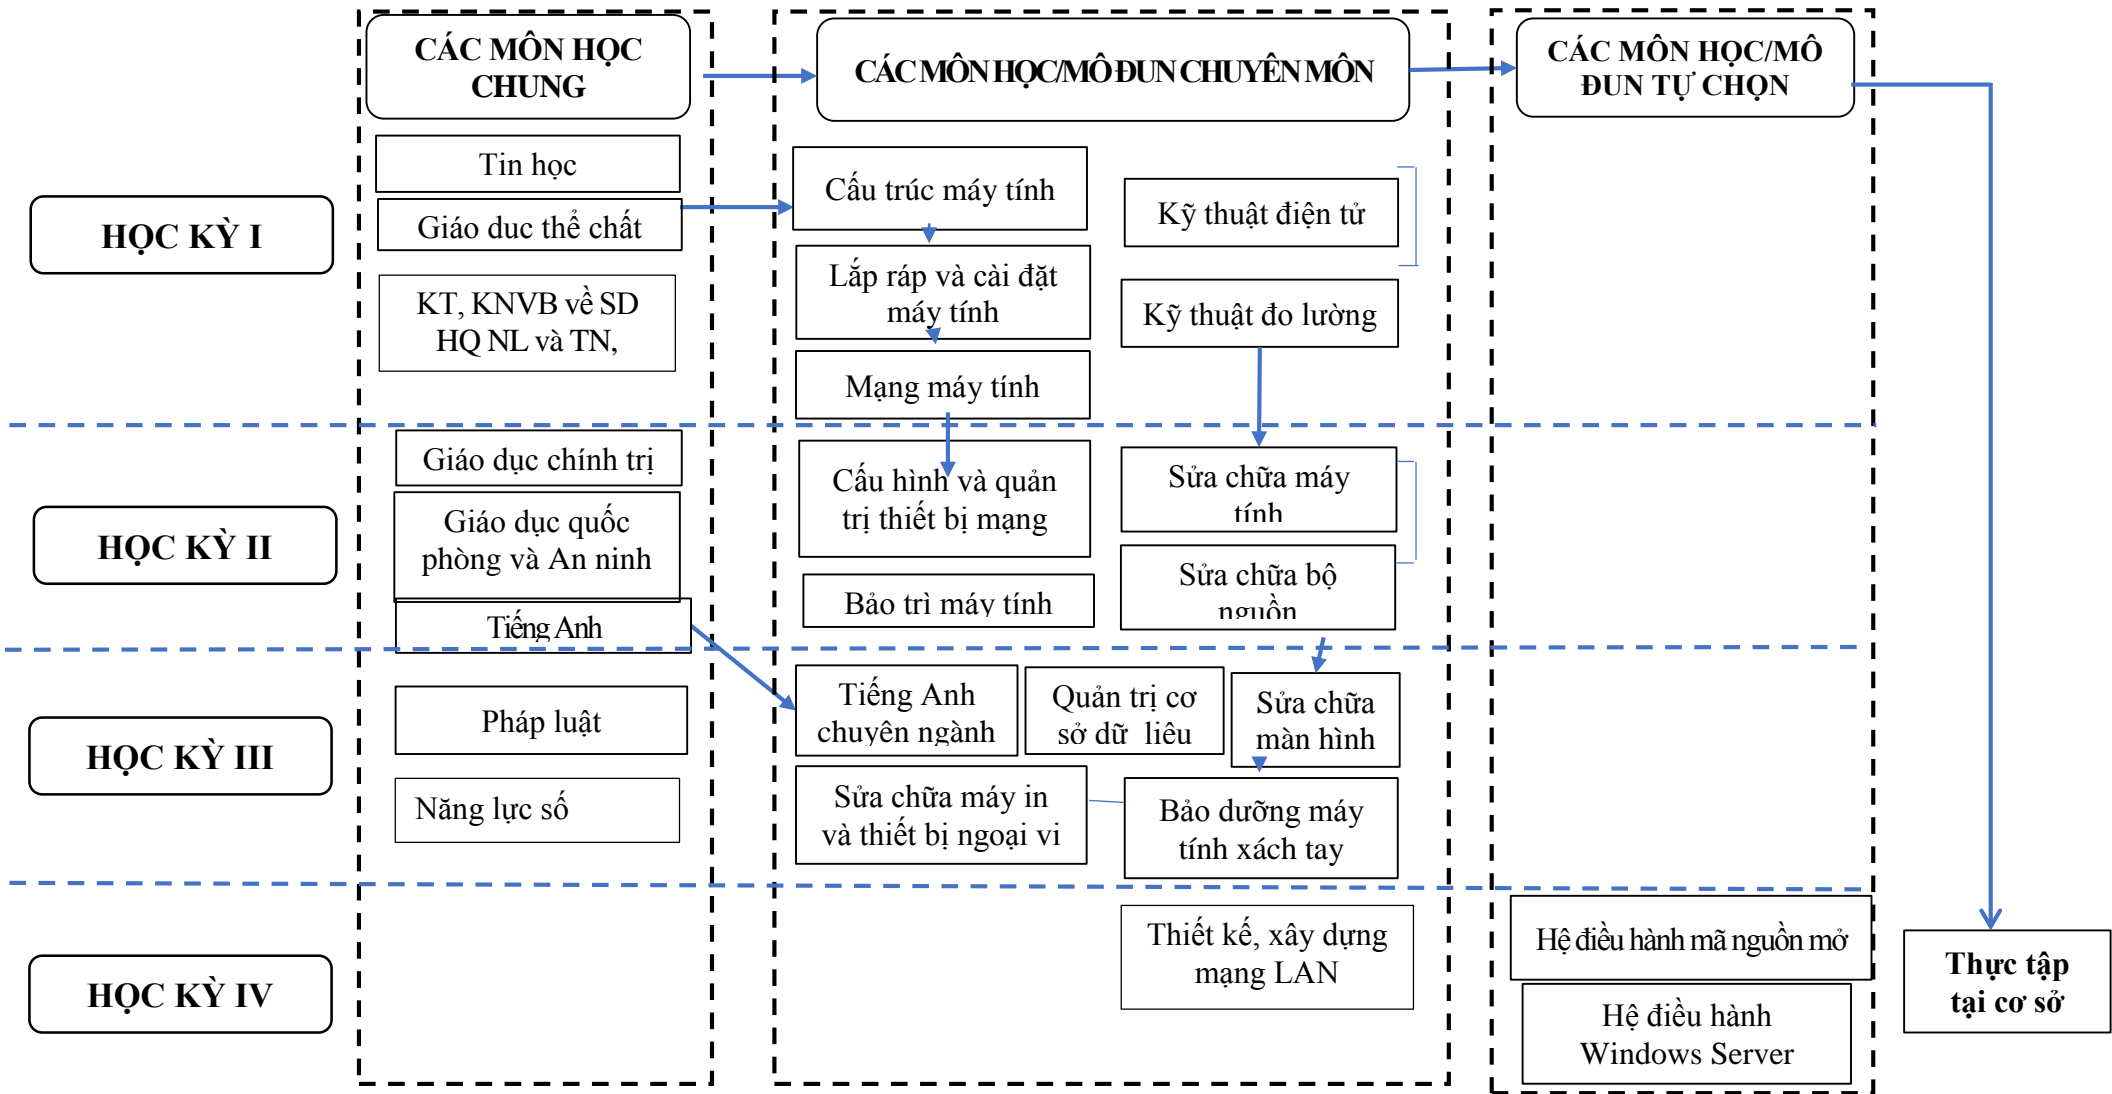 CÁC MÔN HỌC
CHUNG
CÁC MÔN HỌC/MÔ ĐUN CHUYÊN MÔN
CÁC MÔN HỌC/MÔ
ĐUN TỰ CHỌN
HỌC KỲ I
Tin học
Giáo duc thể chất
KT, KNVB về SD
HQ NL và TN,
Cấu trúc máy tính
Lắp ráp và cài đặt
máy tính
Mạng máy tính
Kỹ thuật điện tử
Kỹ thuật đo lường
HỌC KỲ II
Giáo dục chính trị
Giáo dục quốc
phòng và An ninh
Tiếng Anh
Cấu hình và quản
trị thiết bị mạng
Bảo trì máy tính
Sửa chữa máy
tính
Sửa chữa bộ
nguồn
HỌC KỲ III
Pháp luật
Năng lực số
Tiếng Anh
chuyên ngành
Quản trị cơ
sở dữ liêu
Sửa chữa
màn hình
Sửa chữa máy in
và thiết bị ngoại vi
Bảo dưỡng máy
tính xách tay
HỌC KỲ IV
Thiết kế, xây dựng
mạng LAN
Hệ điều hành mã nguồn mở
Hệ điều hành
Windows Server
Thực tập
tại cơ sở